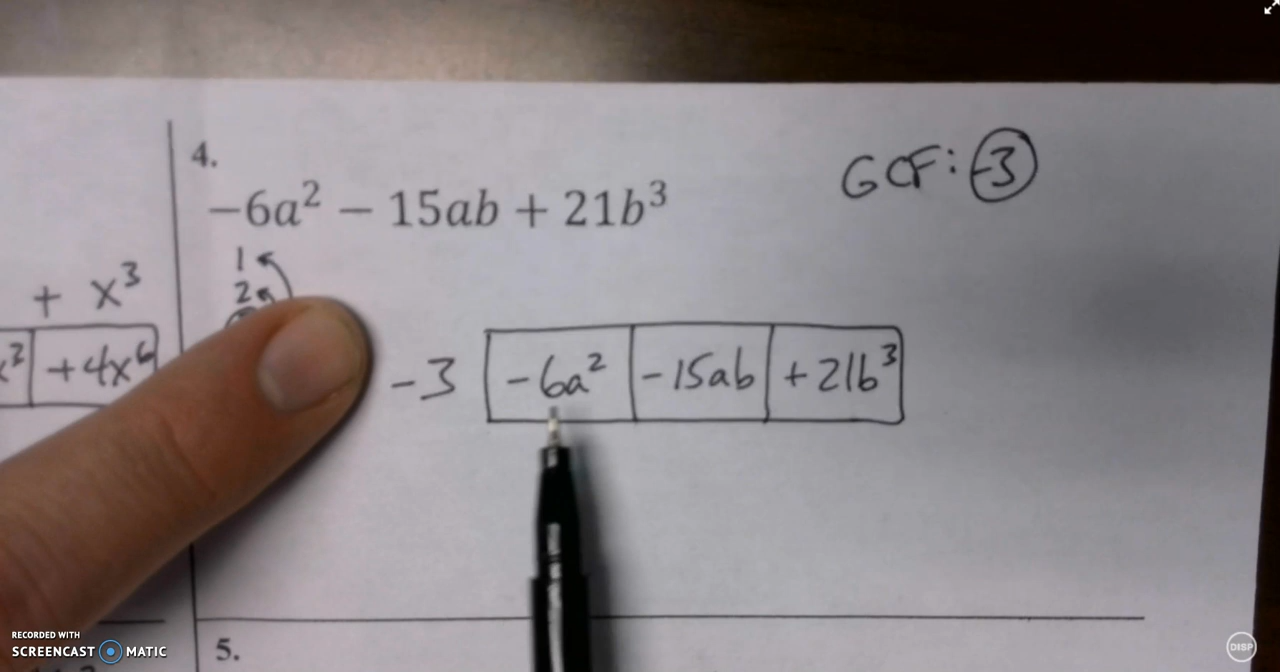 4.
GCF: -3
−6a² − 15ab + 21b³
1
2
+ x³
+4x⁶
-3 -6a² -15ab +21b³
5.
RECORDED WITH
SCREENCAST MATIC
DISP